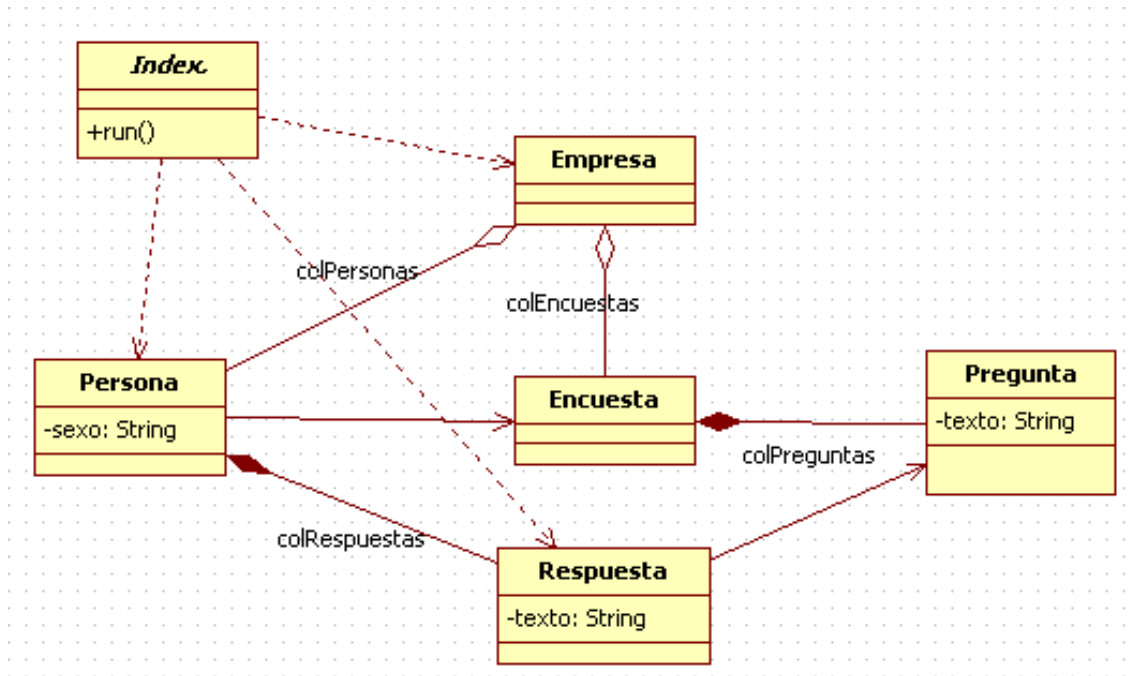 Index.
+run()
Empresa
colPersonas
colEncuestas
Persona
-sexo: String
Encuesta
Pregunta
-texto: String
colPreguntas
colRespuestas
Respuesta
-texto: String